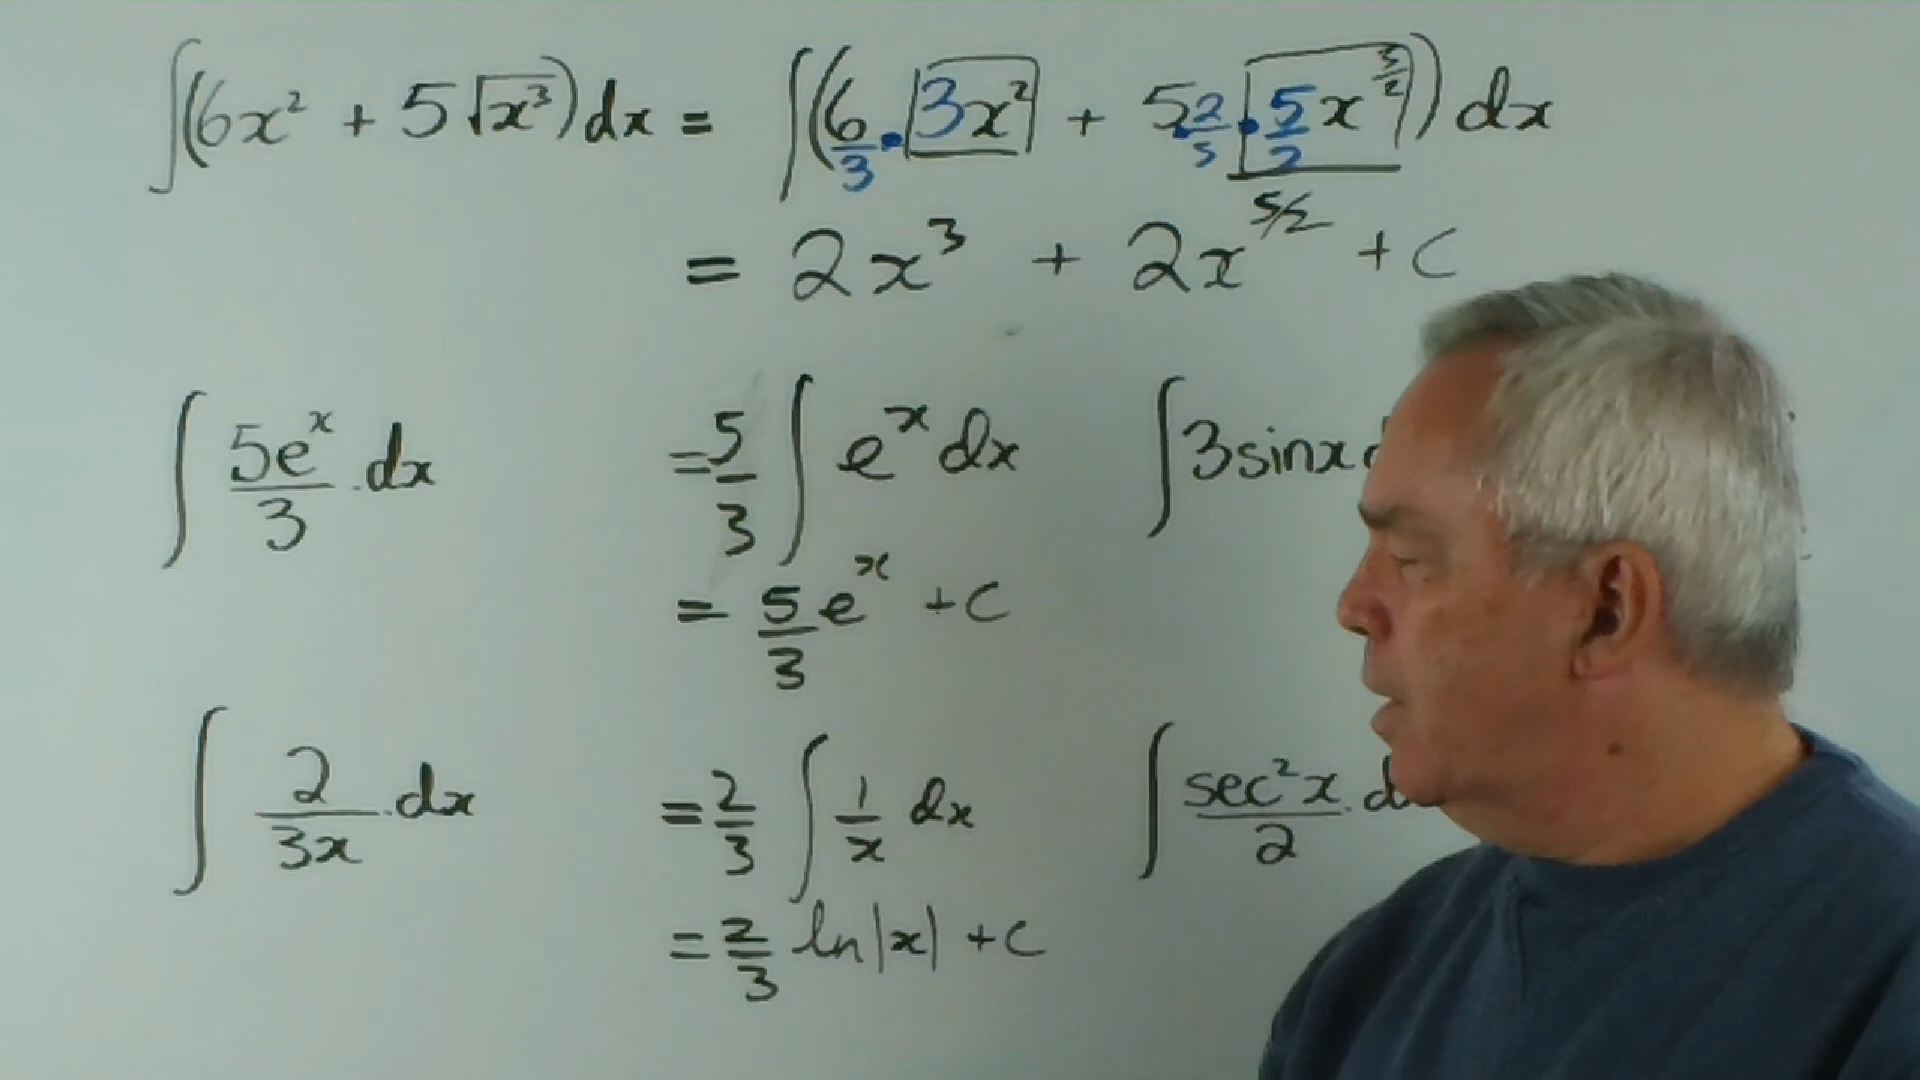 ∫(6x² + 5√x³)dx = ∫(6/3 · 3x² + 5 · 2/5 · 5/2 x^(3/2)) dx
= 2x³ + 2x^(5/2) + C
∫ 5eˣ/3 . dx = 5/3 ∫ eˣ dx
= 5/3 eˣ + C
∫ 3sinx
∫ 2/3x . dx = 2/3 ∫ 1/x dx
= 2/3 ln|x| + C
∫ sec²x/2 . d